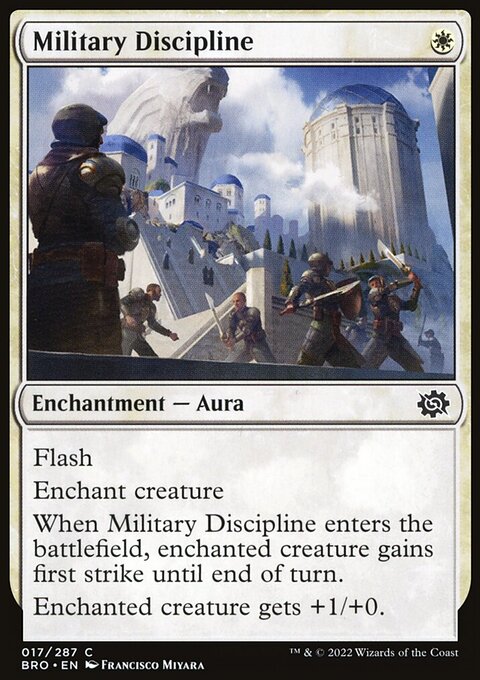 Military Discipline
Enchantment — Aura
Flash
Enchant creature
When Military Discipline enters the
battlefield, enchanted creature gains
first strike until end of turn.
Enchanted creature gets +1/+0.
017/287 C
BRO • EN Francisco Miyara
™ & © 2022 Wizards of the Coast